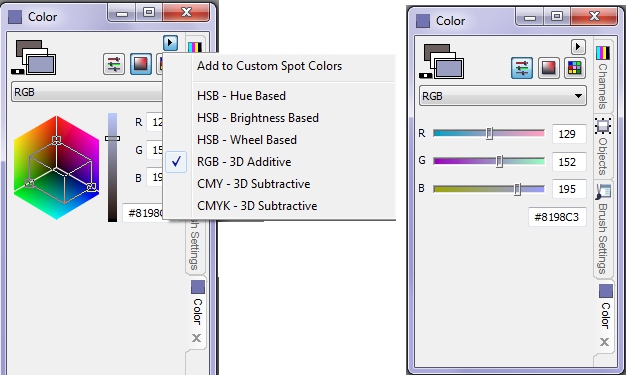 Color
RGB
R 12
G 15
B 19
#8198C
Add to Custom Spot Colors
HSB - Hue Based
HSB - Brightness Based
HSB - Wheel Based
RGB - 3D Additive
CMY - 3D Subtractive
CMYK - 3D Subtractive
Brush Settings
Color
Color
RGB
R 129
G 152
B 195
#8198C3
Channels
Objects
Brush Settings
Color